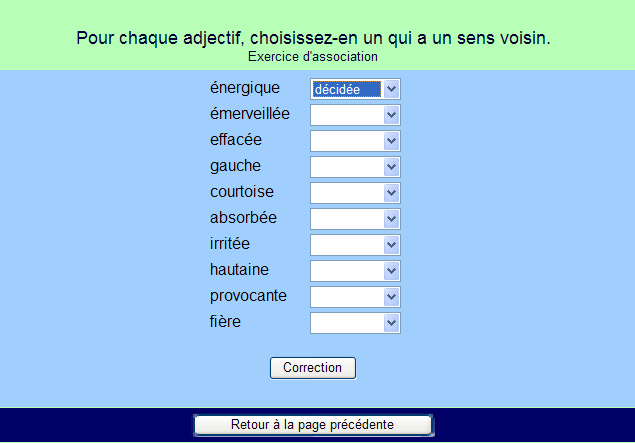 Pour chaque adjectif, choisissez-en un qui a un sens voisin.
Exercice d'association
énergique décidée
émerveillée
effacée
gauche
courtoise
absorbée
irritée
hautaine
provocante
fière
Correction
Retour à la page précédente